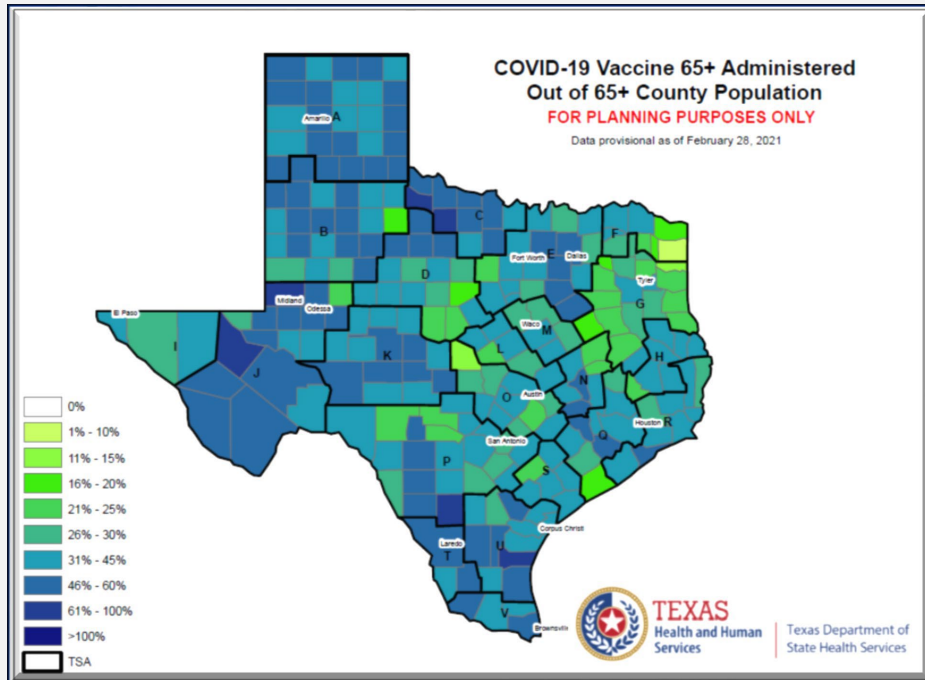 COVID-19 Vaccine 65+ Administered
Out of 65+ County Population
FOR PLANNING PURPOSES ONLY
Data provisional as of February 28, 2021
Amarillo
A
B
C
D
E
F
Fort Worth
Dallas
Tyler
G
El Paso
I
Midland
Odessa
J
K
Waco
M
L
H
N
O
Austin
Houston
R
Q
San Antonio
P
S
Corpus Christi
Laredo
T
U
V
Brownsville
0%
1% - 10%
11% - 15%
16% - 20%
21% - 25%
26% - 30%
31% - 45%
46% - 60%
61% - 100%
>100%
TSA
TEXAS
Health and Human
Services
Texas Department of
State Health Services